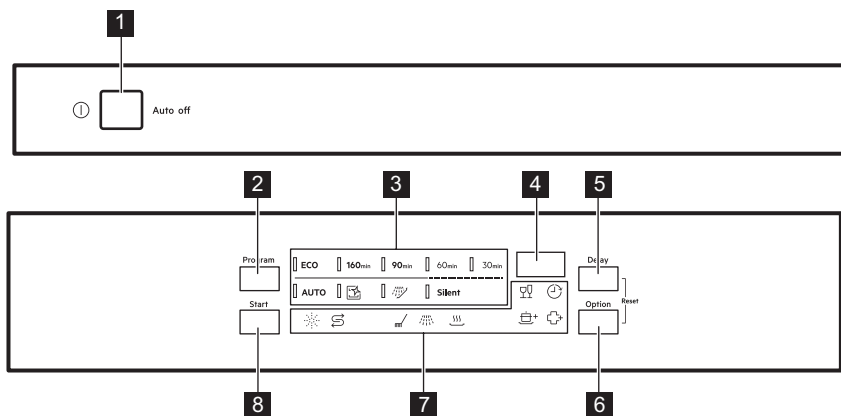 1
Auto off
2
3
4
5
Program
ECO 160min 90min 60min 30min
Delay
AUTO Silent
Reset
Start
Option
8
7
6